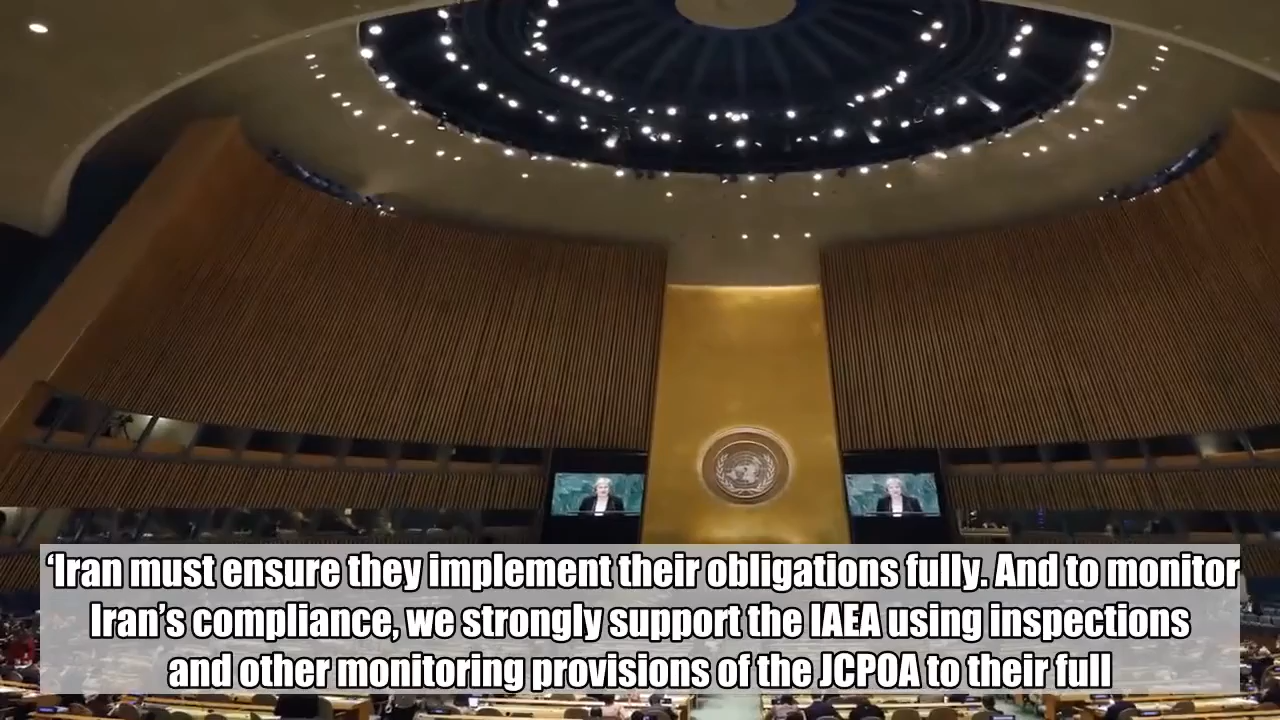 ‘Iran must ensure they implement their obligations fully. And to monitor
Iran’s compliance, we strongly support the IAEA using inspections
and other monitoring provisions of the JCPOA to their full